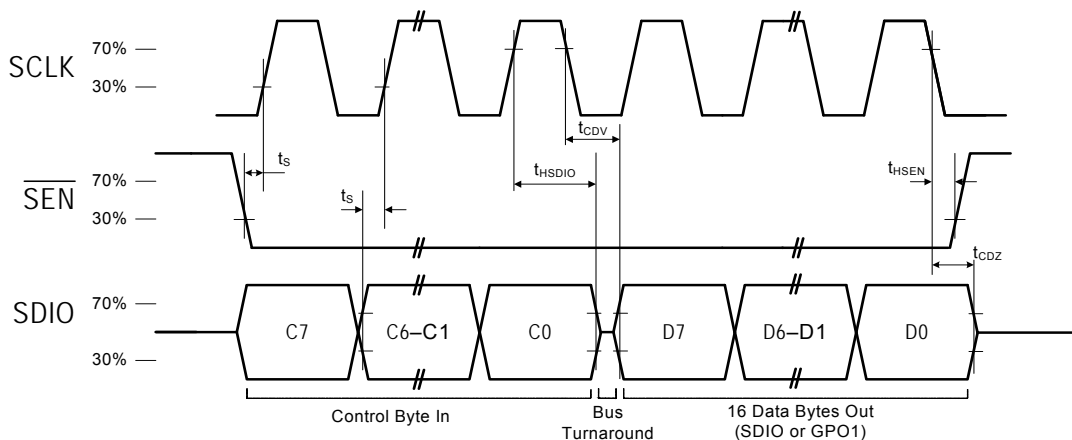 SCLK
70%
30%
tCDV
tS
tHSDIO
SEN
70%
30%
tS
tHSEN
tCDZ
SDIO
70%
30%
C7
C6–C1
C0
D7
D6–D1
D0
Control Byte In
Bus
Turnaround
16 Data Bytes Out
(SDIO or GPO1)